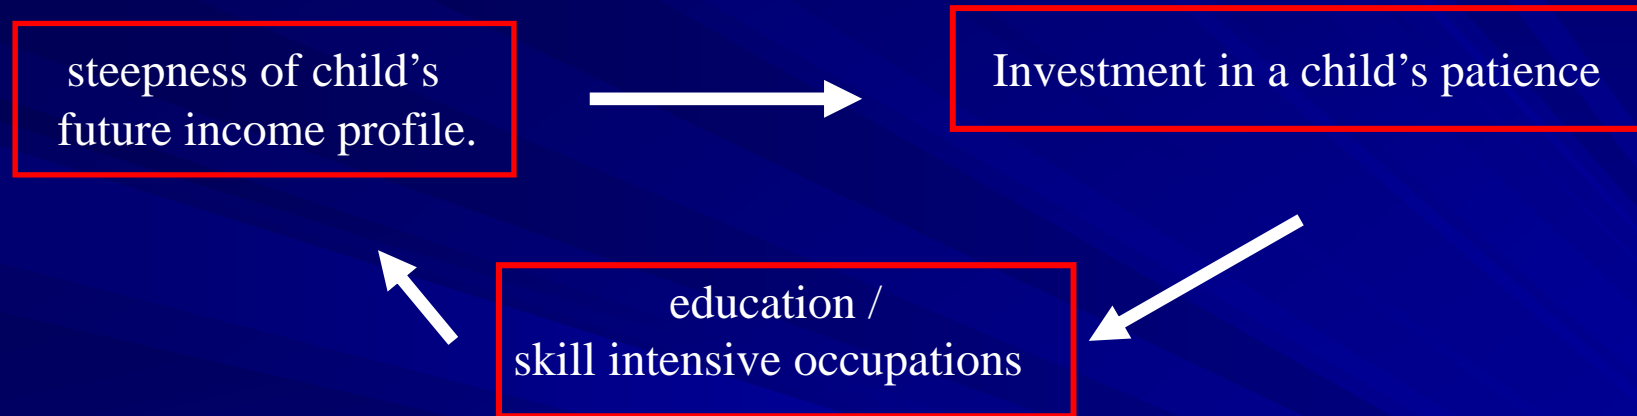 steepness of child’s
future income profile.
Investment in a child’s patience
education /
skill intensive occupations